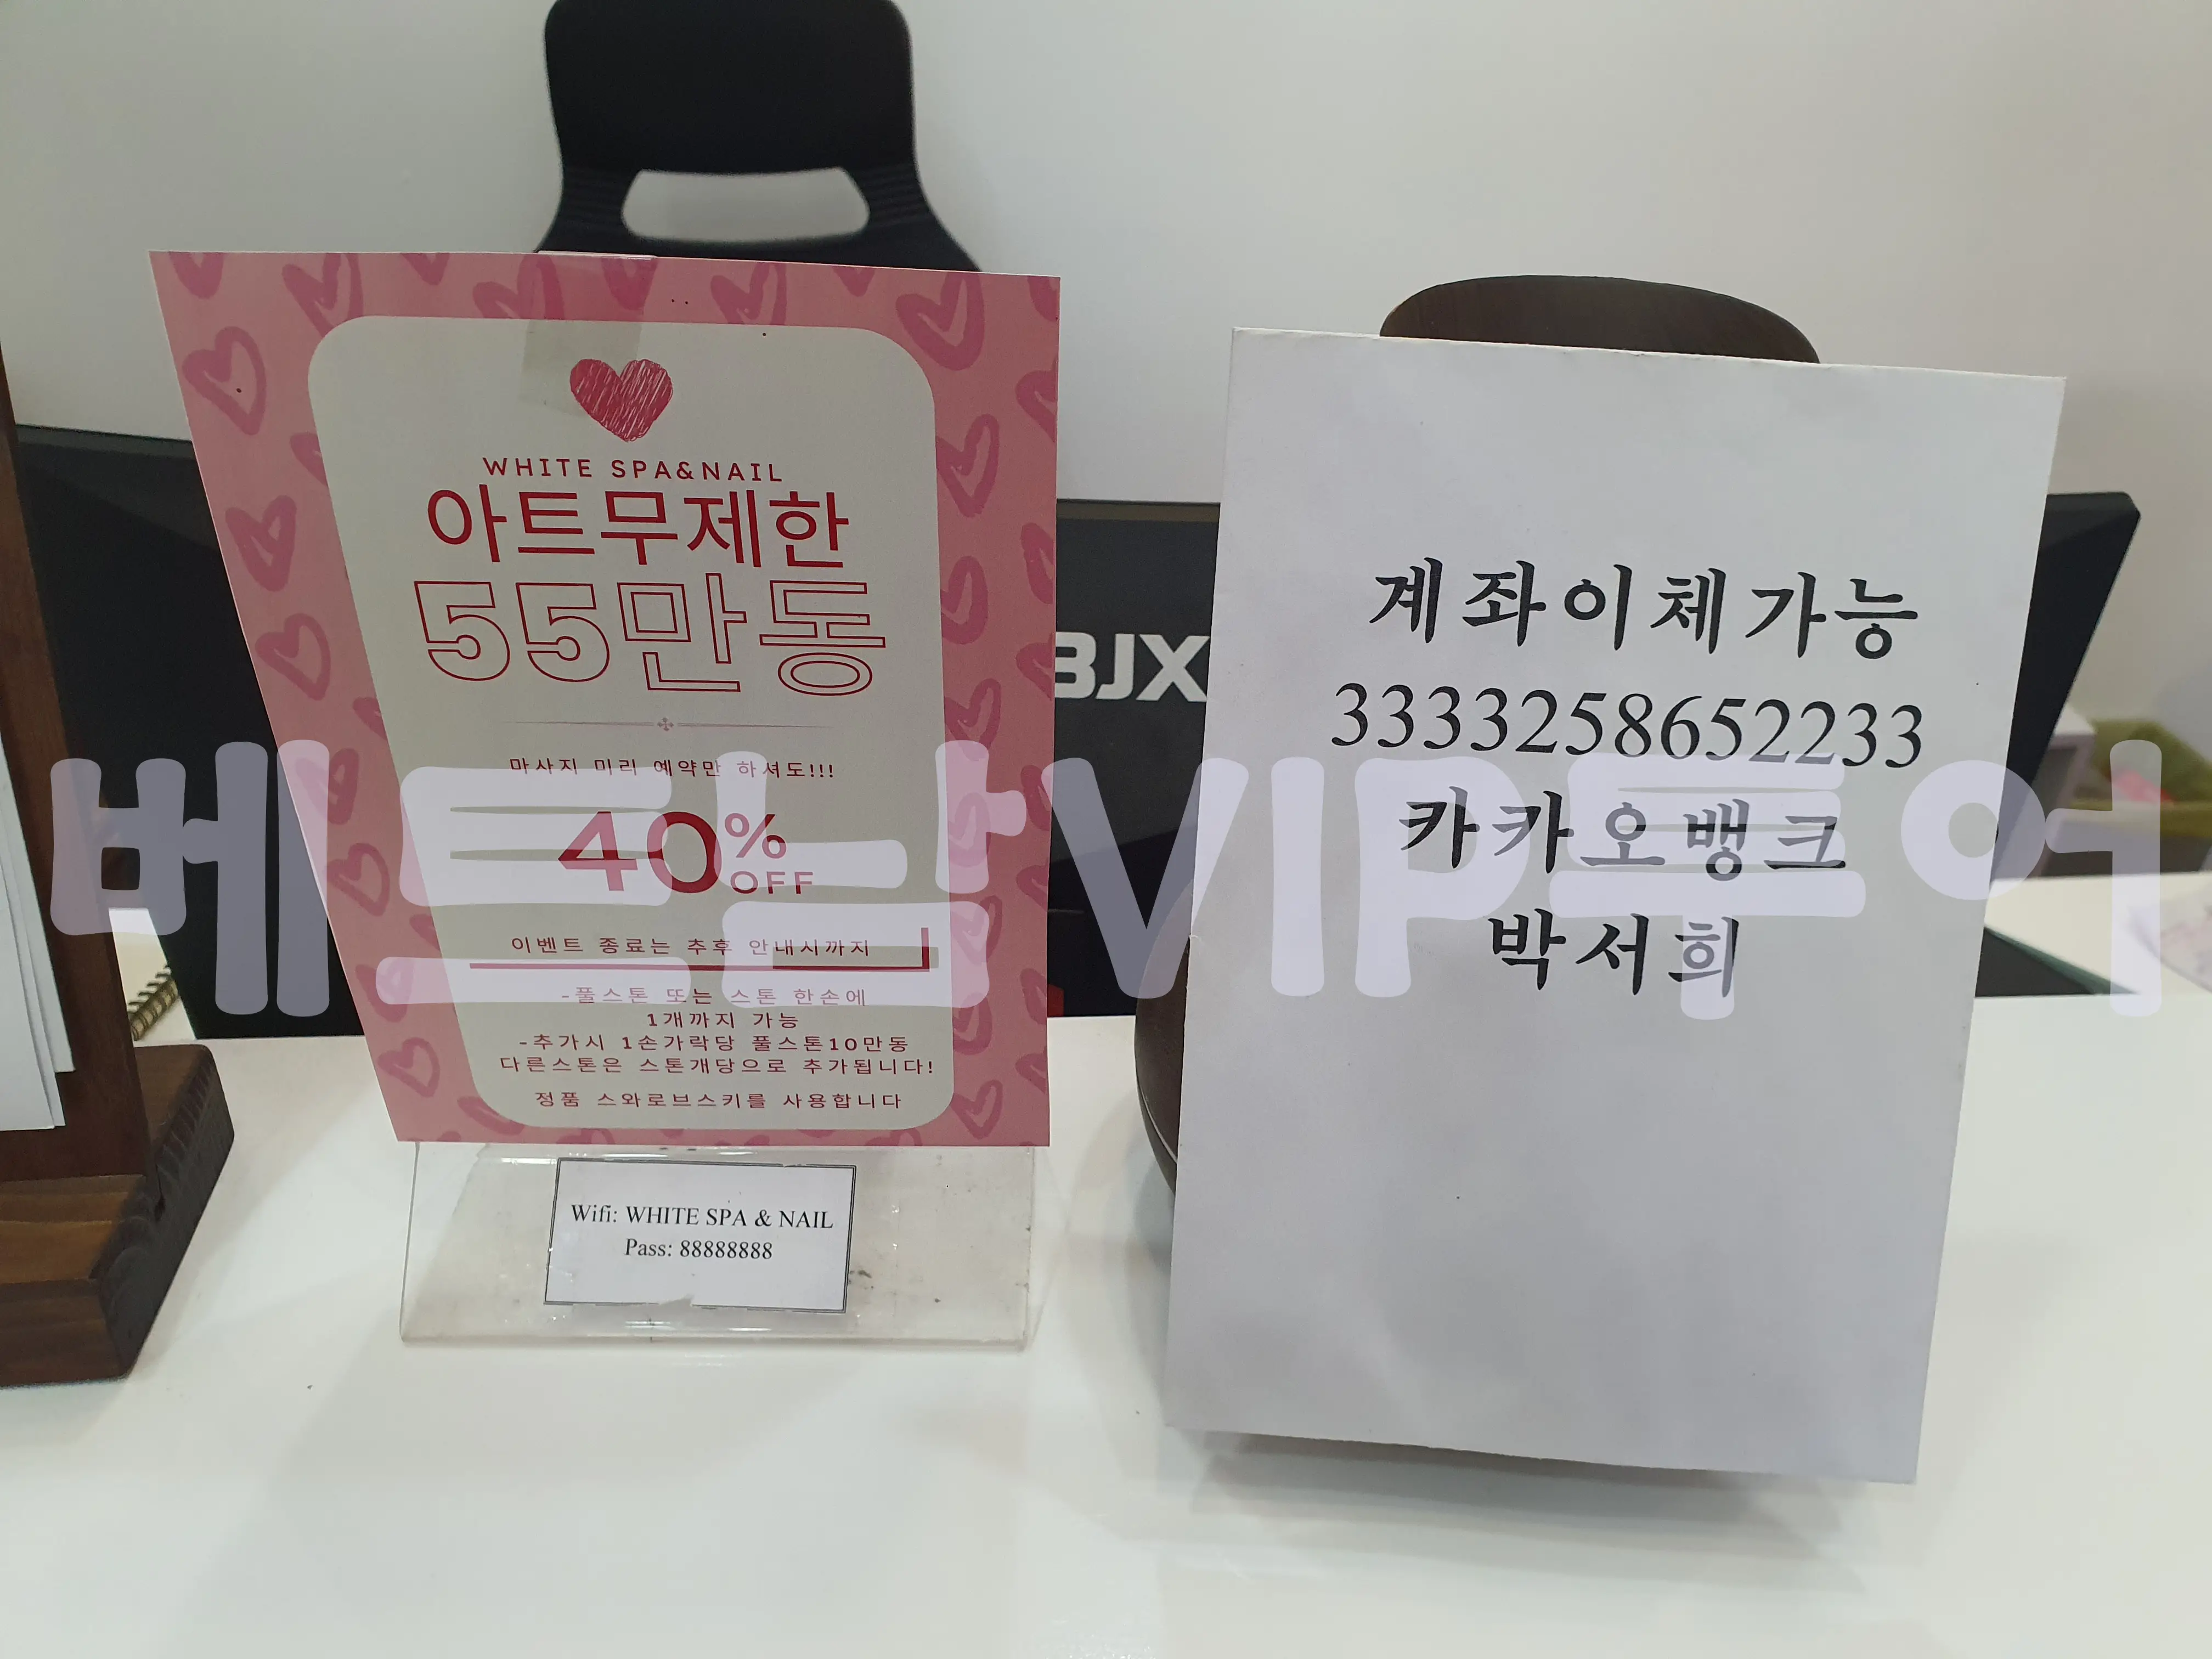 WHITE SPA&NAIL
아트무제한
55만동
마사지 미리 예약만 하셔도!!!
40%
OFF
이벤트 종료는 추후 안내시까지
-풀스톤 또는 스톤 한손에
1개까지 가능
-추가시 1손가락당 풀스톤10만동
다른스톤은 스톤개당으로 추가됩니다!
정품 스와로브스키를 사용합니다
Wifi: WHITE SPA & NAIL
Pass: 88888888
BJX
계좌이체가능
3333258652233
카카오뱅크
박서희
베트남VIP투어